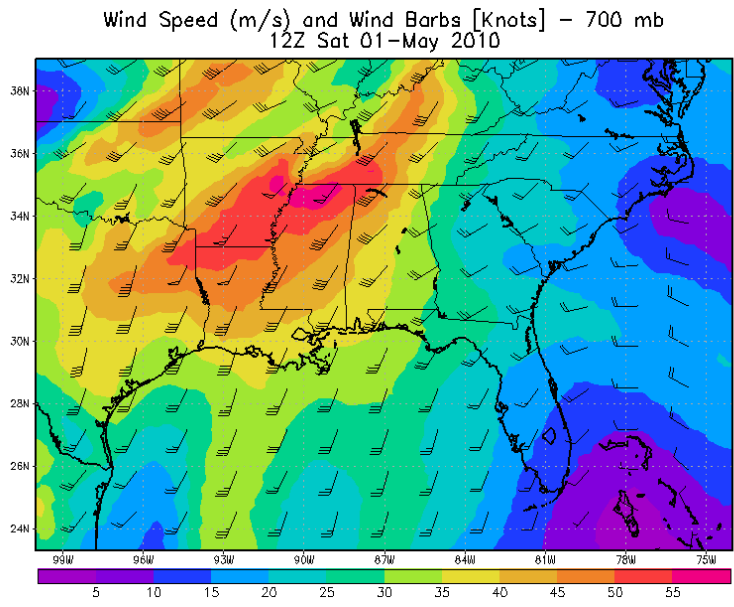 Wind Speed (m/s) and Wind Barbs [Knots] - 700 mb
12Z Sat 01-May 2010
38N
36N
34N
32N
30N
28N
26N
24N
99W 96W 93W 90W 87W 84W 81W 78W 75W
5 10 15 20 25 30 35 40 45 50 55